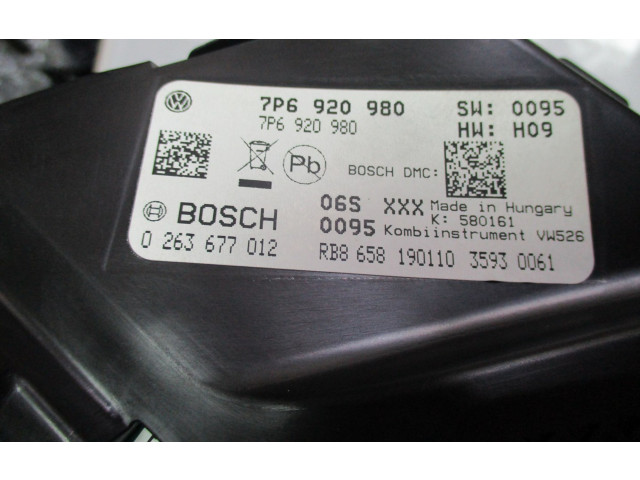 7P6 920 980 SW: 0095
7P6 920 980 HW: H09
Pb BOSCH DMC:
BOSCH 06S XXX Made in Hungary
K: 580161
0095 Kombiinstrument VW526
0 263 677 012 RB8 658 190110 3593 0061